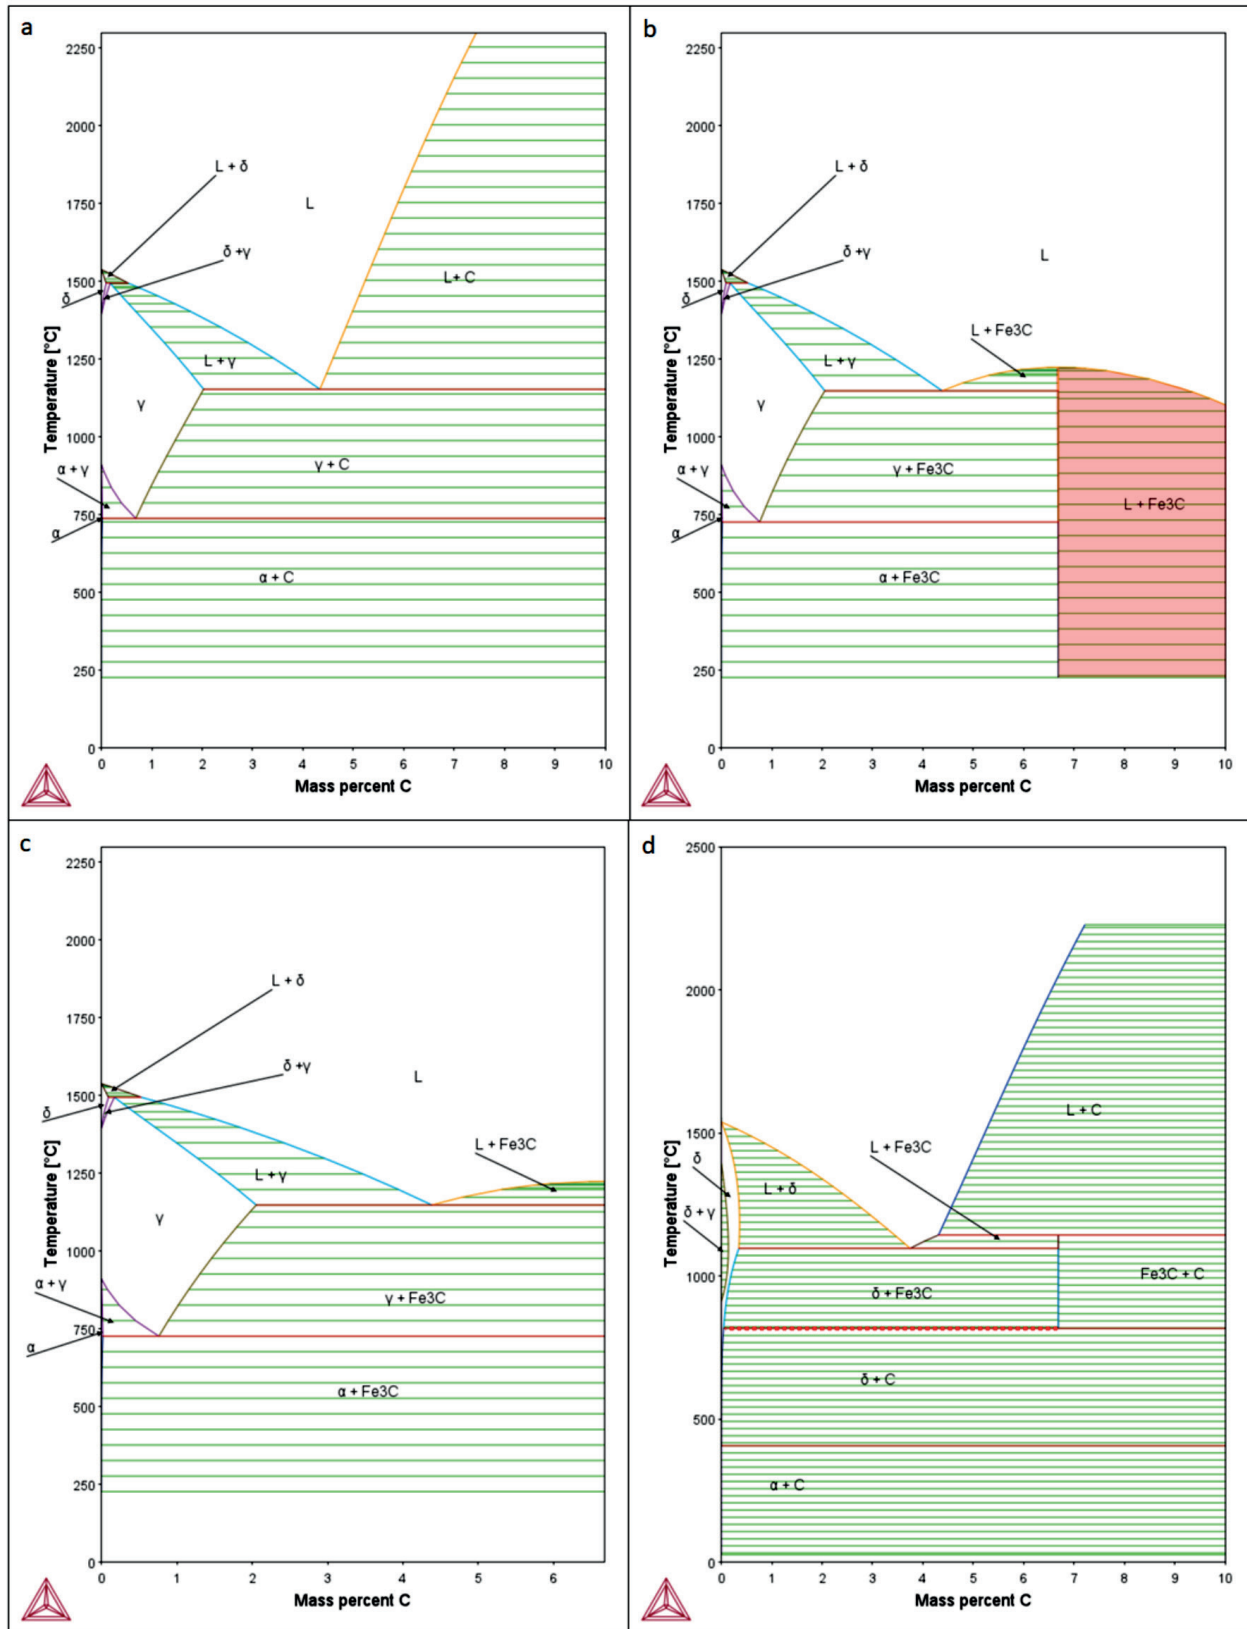 a
2250
2000
1750
1500
1250
1000
750
500
250
0
Temperature [°C]
L + δ
L
δ +γ
L + C
δ
L + γ
γ
γ + C
α + γ
α
α + C
0 1 2 3 4 5 6 7 8 9 10
Mass percent C
b
2250
2000
1750
1500
1250
1000
750
500
250
0
Temperature [°C]
L + δ
δ +γ
L
δ
L + Fe3C
L + γ
γ
γ + Fe3C
α + γ
L + Fe3C
α
α + Fe3C
0 1 2 3 4 5 6 7 8 9 10
Mass percent C
c
2250
2000
1750
1500
1250
1000
750
500
250
0
Temperature [°C]
L + δ
δ +γ
L
δ
L + Fe3C
L + γ
γ
α + γ
γ + Fe3C
α
α + Fe3C
0 1 2 3 4 5 6
Mass percent C
d
2500
2000
1500
1000
500
0
Temperature [°C]
L + C
L + Fe3C
δ
L + δ
δ + γ
Fe3C + C
δ + Fe3C
δ + C
α + C
0 1 2 3 4 5 6 7 8 9 10
Mass percent C